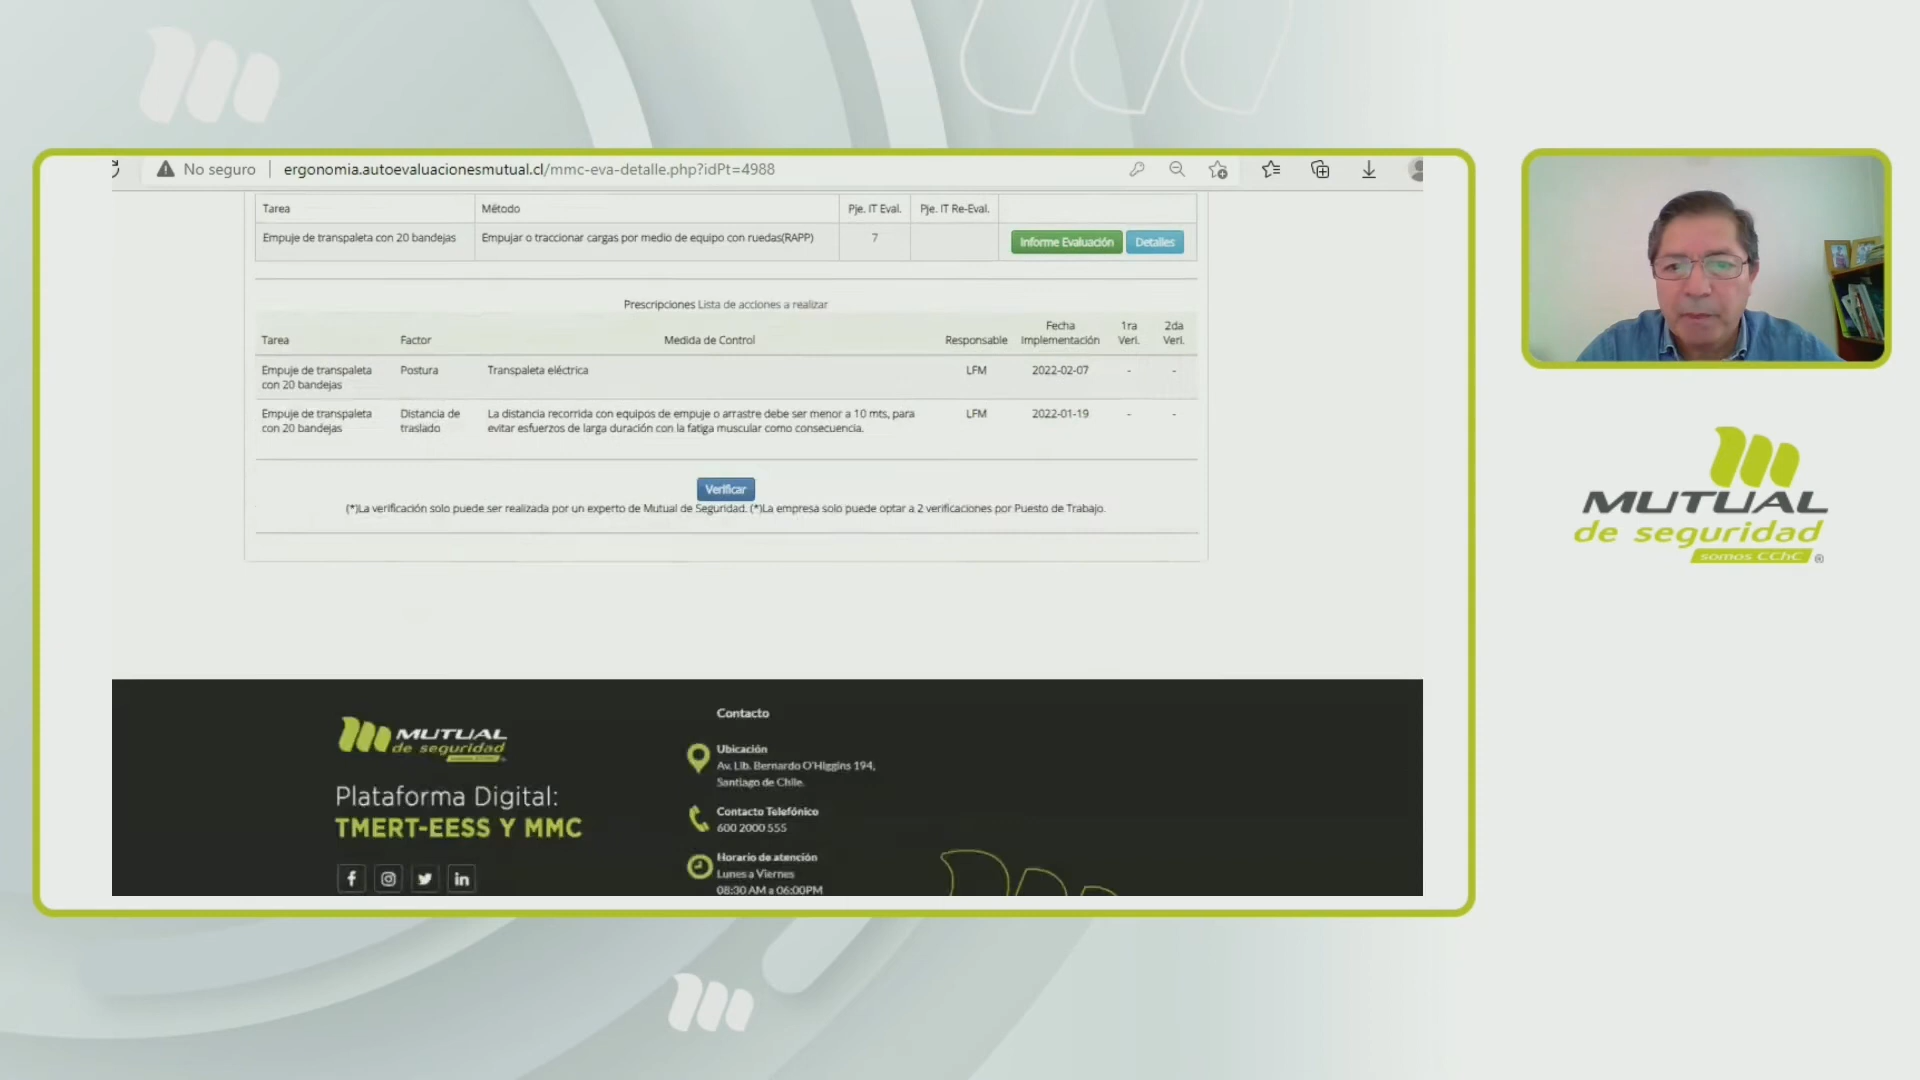 No seguro
ergonomia.autoevaluacionesmutual.cl/mmc-eva-detalle.php?idPt=4988
Tarea Método Pje. IT Eval. Pje. IT Re-Eval.
Empuje de transpaleta con 20 bandejas Empujar o traccionar cargas por medio de equipo con ruedas(RAPP) 7 Informe Evaluación Detalles
Prescripciones Lista de acciones a realizar
Tarea Factor Medida de Control Responsable Fecha Implementación 1ra Veri. 2da Veri.
Empuje de transpaleta con 20 bandejas Postura Transpaleta eléctrica LFM 2022-02-07 - -
Empuje de transpaleta con 20 bandejas Distancia de traslado La distancia recorrida con equipos de empuje o arrastre debe ser menor a 10 mts, para evitar esfuerzos de larga duración con la fatiga muscular como consecuencia. LFM 2022-01-19 - -
Verificar
(*)La verificación solo puede ser realizada por un experto de Mutual de Seguridad. (*)La empresa solo puede optar a 2 verificaciones por Puesto de Trabajo.
MUTUAL
de seguridad
Plataforma Digital:
TMERT-EESS Y MMC
Contacto
Ubicación
Av. Lib. Bernardo O'Higgins 194,
Santiago de Chile.
Contacto Telefónico
600 2000 555
Horario de atención
Lunes a Viernes
08:30 AM a 06:00PM
MUTUAL
de seguridad
somos CChC ®